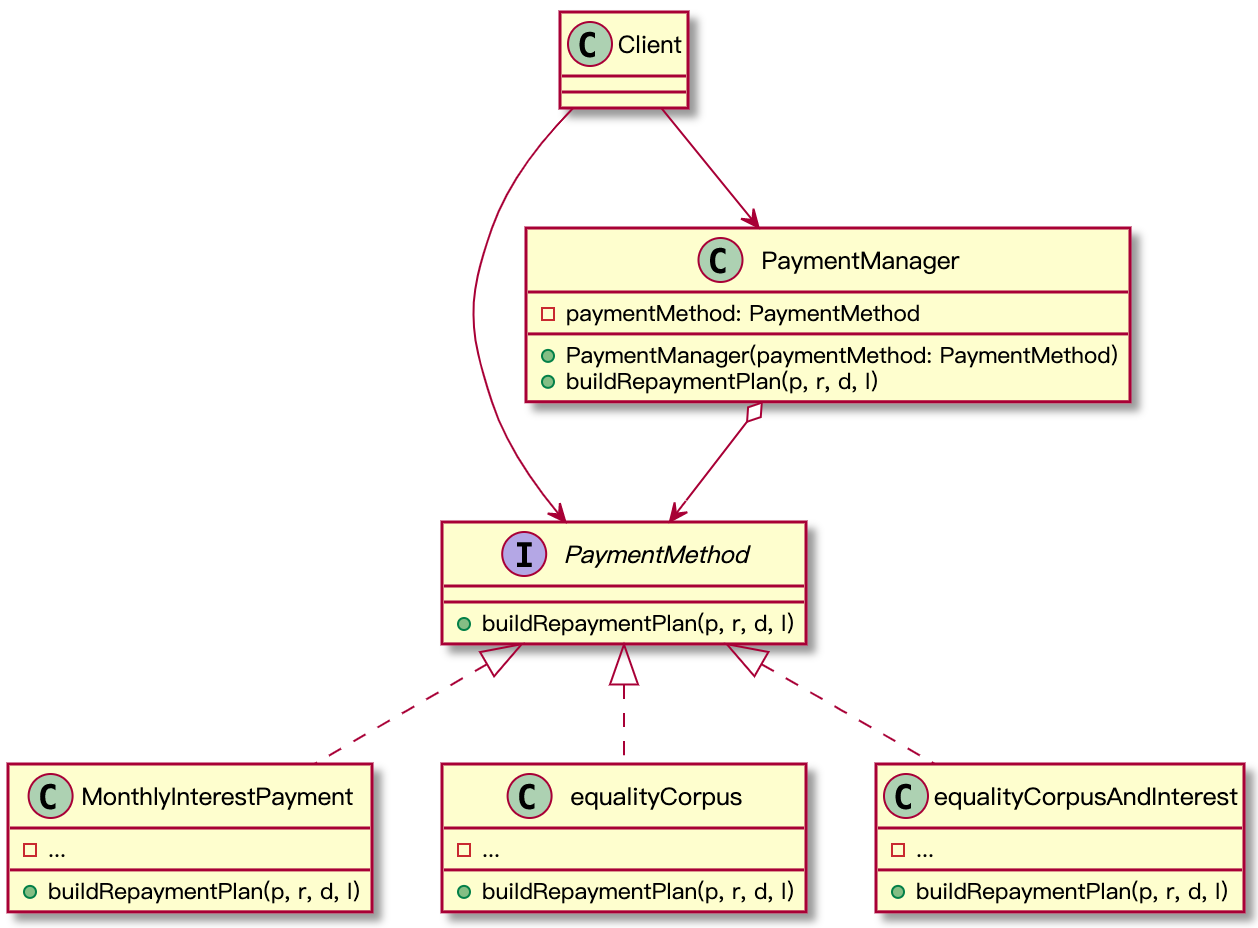 C Client
C PaymentManager
paymentMethod: PaymentMethod
PaymentManager(paymentMethod: PaymentMethod)
buildRepaymentPlan(p, r, d, l)
I PaymentMethod
buildRepaymentPlan(p, r, d, l)
C MonthlyInterestPayment
...
buildRepaymentPlan(p, r, d, l)
C equalityCorpus
...
buildRepaymentPlan(p, r, d, l)
C equalityCorpusAndInterest
...
buildRepaymentPlan(p, r, d, l)